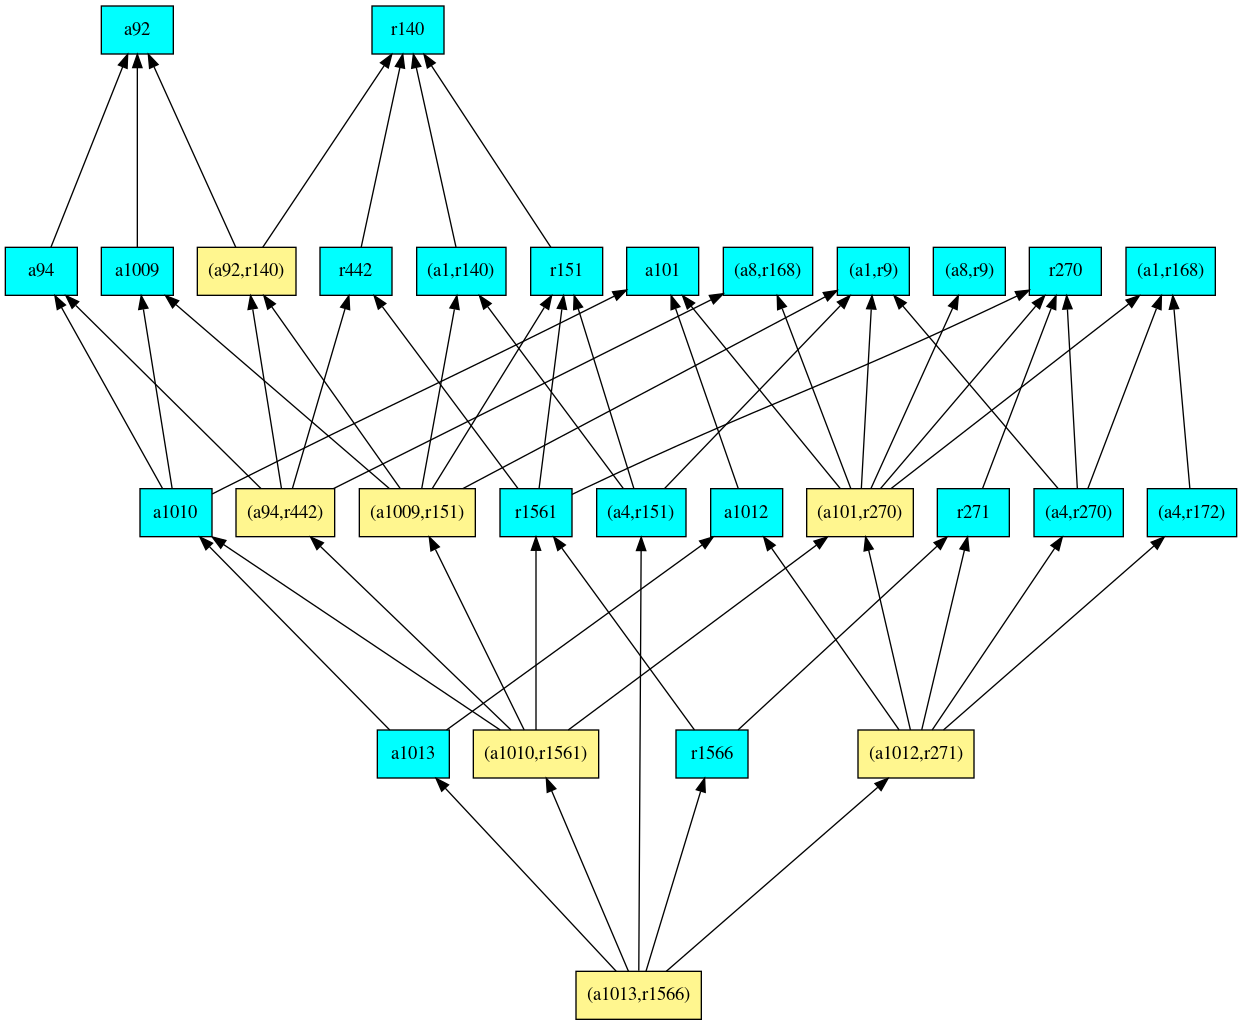 a92
r140
a94
a1009
(a92,r140)
r442
(a1,r140)
r151
a101
(a8,r168)
(a1,r9)
(a8,r9)
r270
(a1,r168)
a1010
(a94,r442)
(a1009,r151)
r1561
(a4,r151)
a1012
(a101,r270)
r271
(a4,r270)
(a4,r172)
a1013
(a1010,r1561)
r1566
(a1012,r271)
(a1013,r1566)